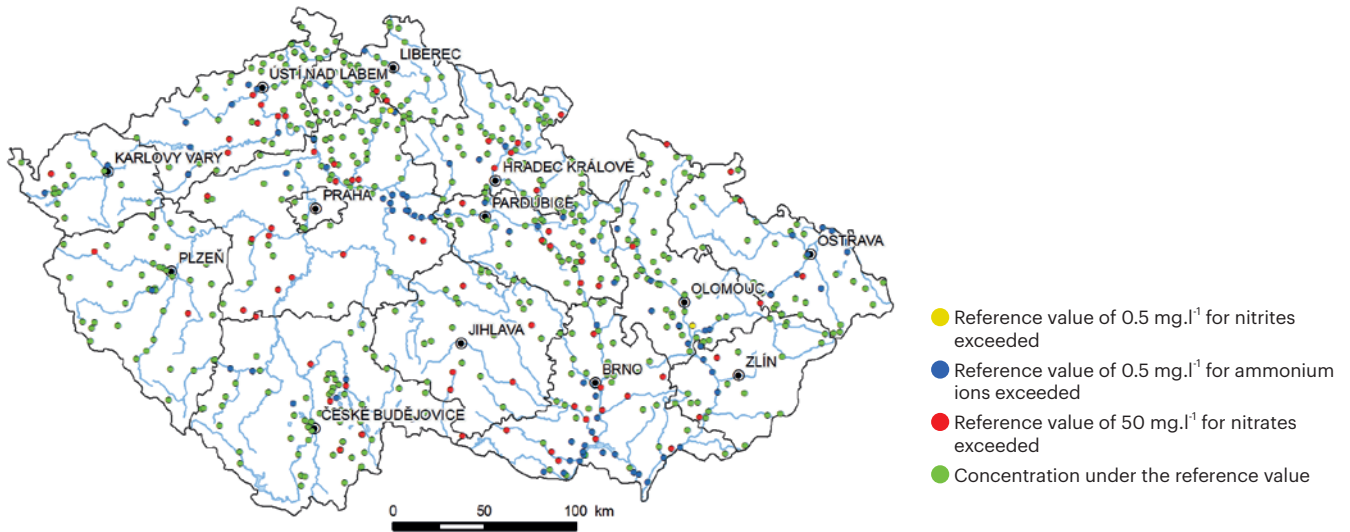 LIBEREC
ÚSTÍ NAD LABEM
KARLOVY VARY
HRADEC KRÁLOVÉ
PRAHA
PARDUBICE
OSTRAVA
PLZEŇ
OLOMOUC
JIHLAVA
ZLÍN
BRNO
ČESKÉ BUDĚJOVICE
0 50 100 km
Reference value of 0.5 mg.l⁻¹ for nitrites
exceeded
Reference value of 0.5 mg.l⁻¹ for ammonium
ions exceeded
Reference value of 50 mg.l⁻¹ for nitrates
exceeded
Concentration under the reference value